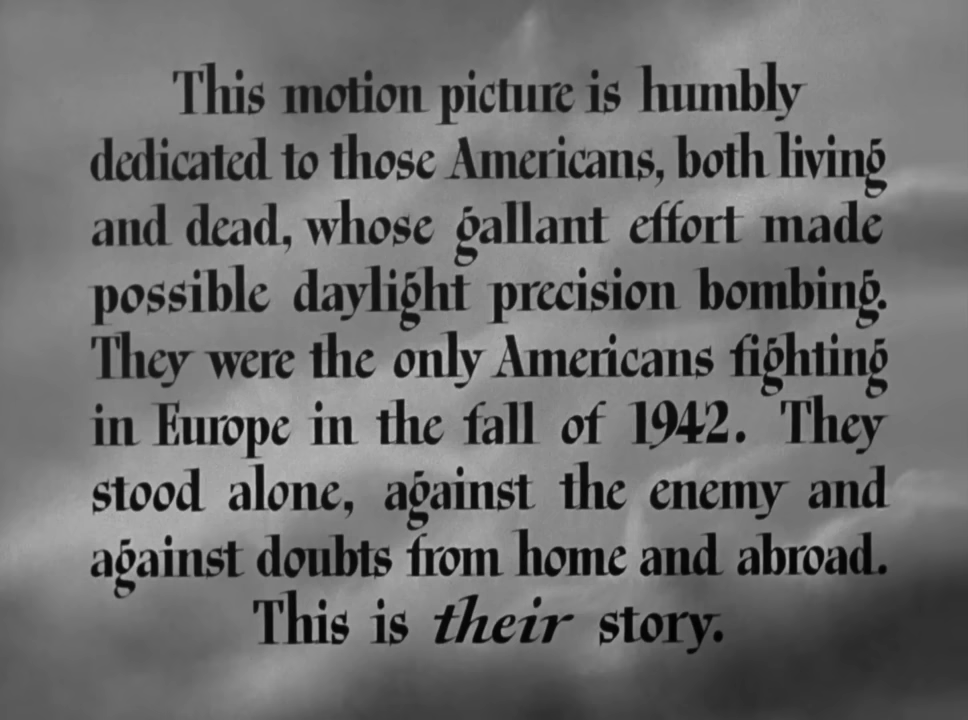 This motion picture is humbly
dedicated to those Americans, both living
and dead, whose gallant effort made
possible daylight precision bombing.
They were the only Americans fighting
in Europe in the fall of 1942. They
stood alone, against the enemy and
against doubts from home and abroad.
This is their story.